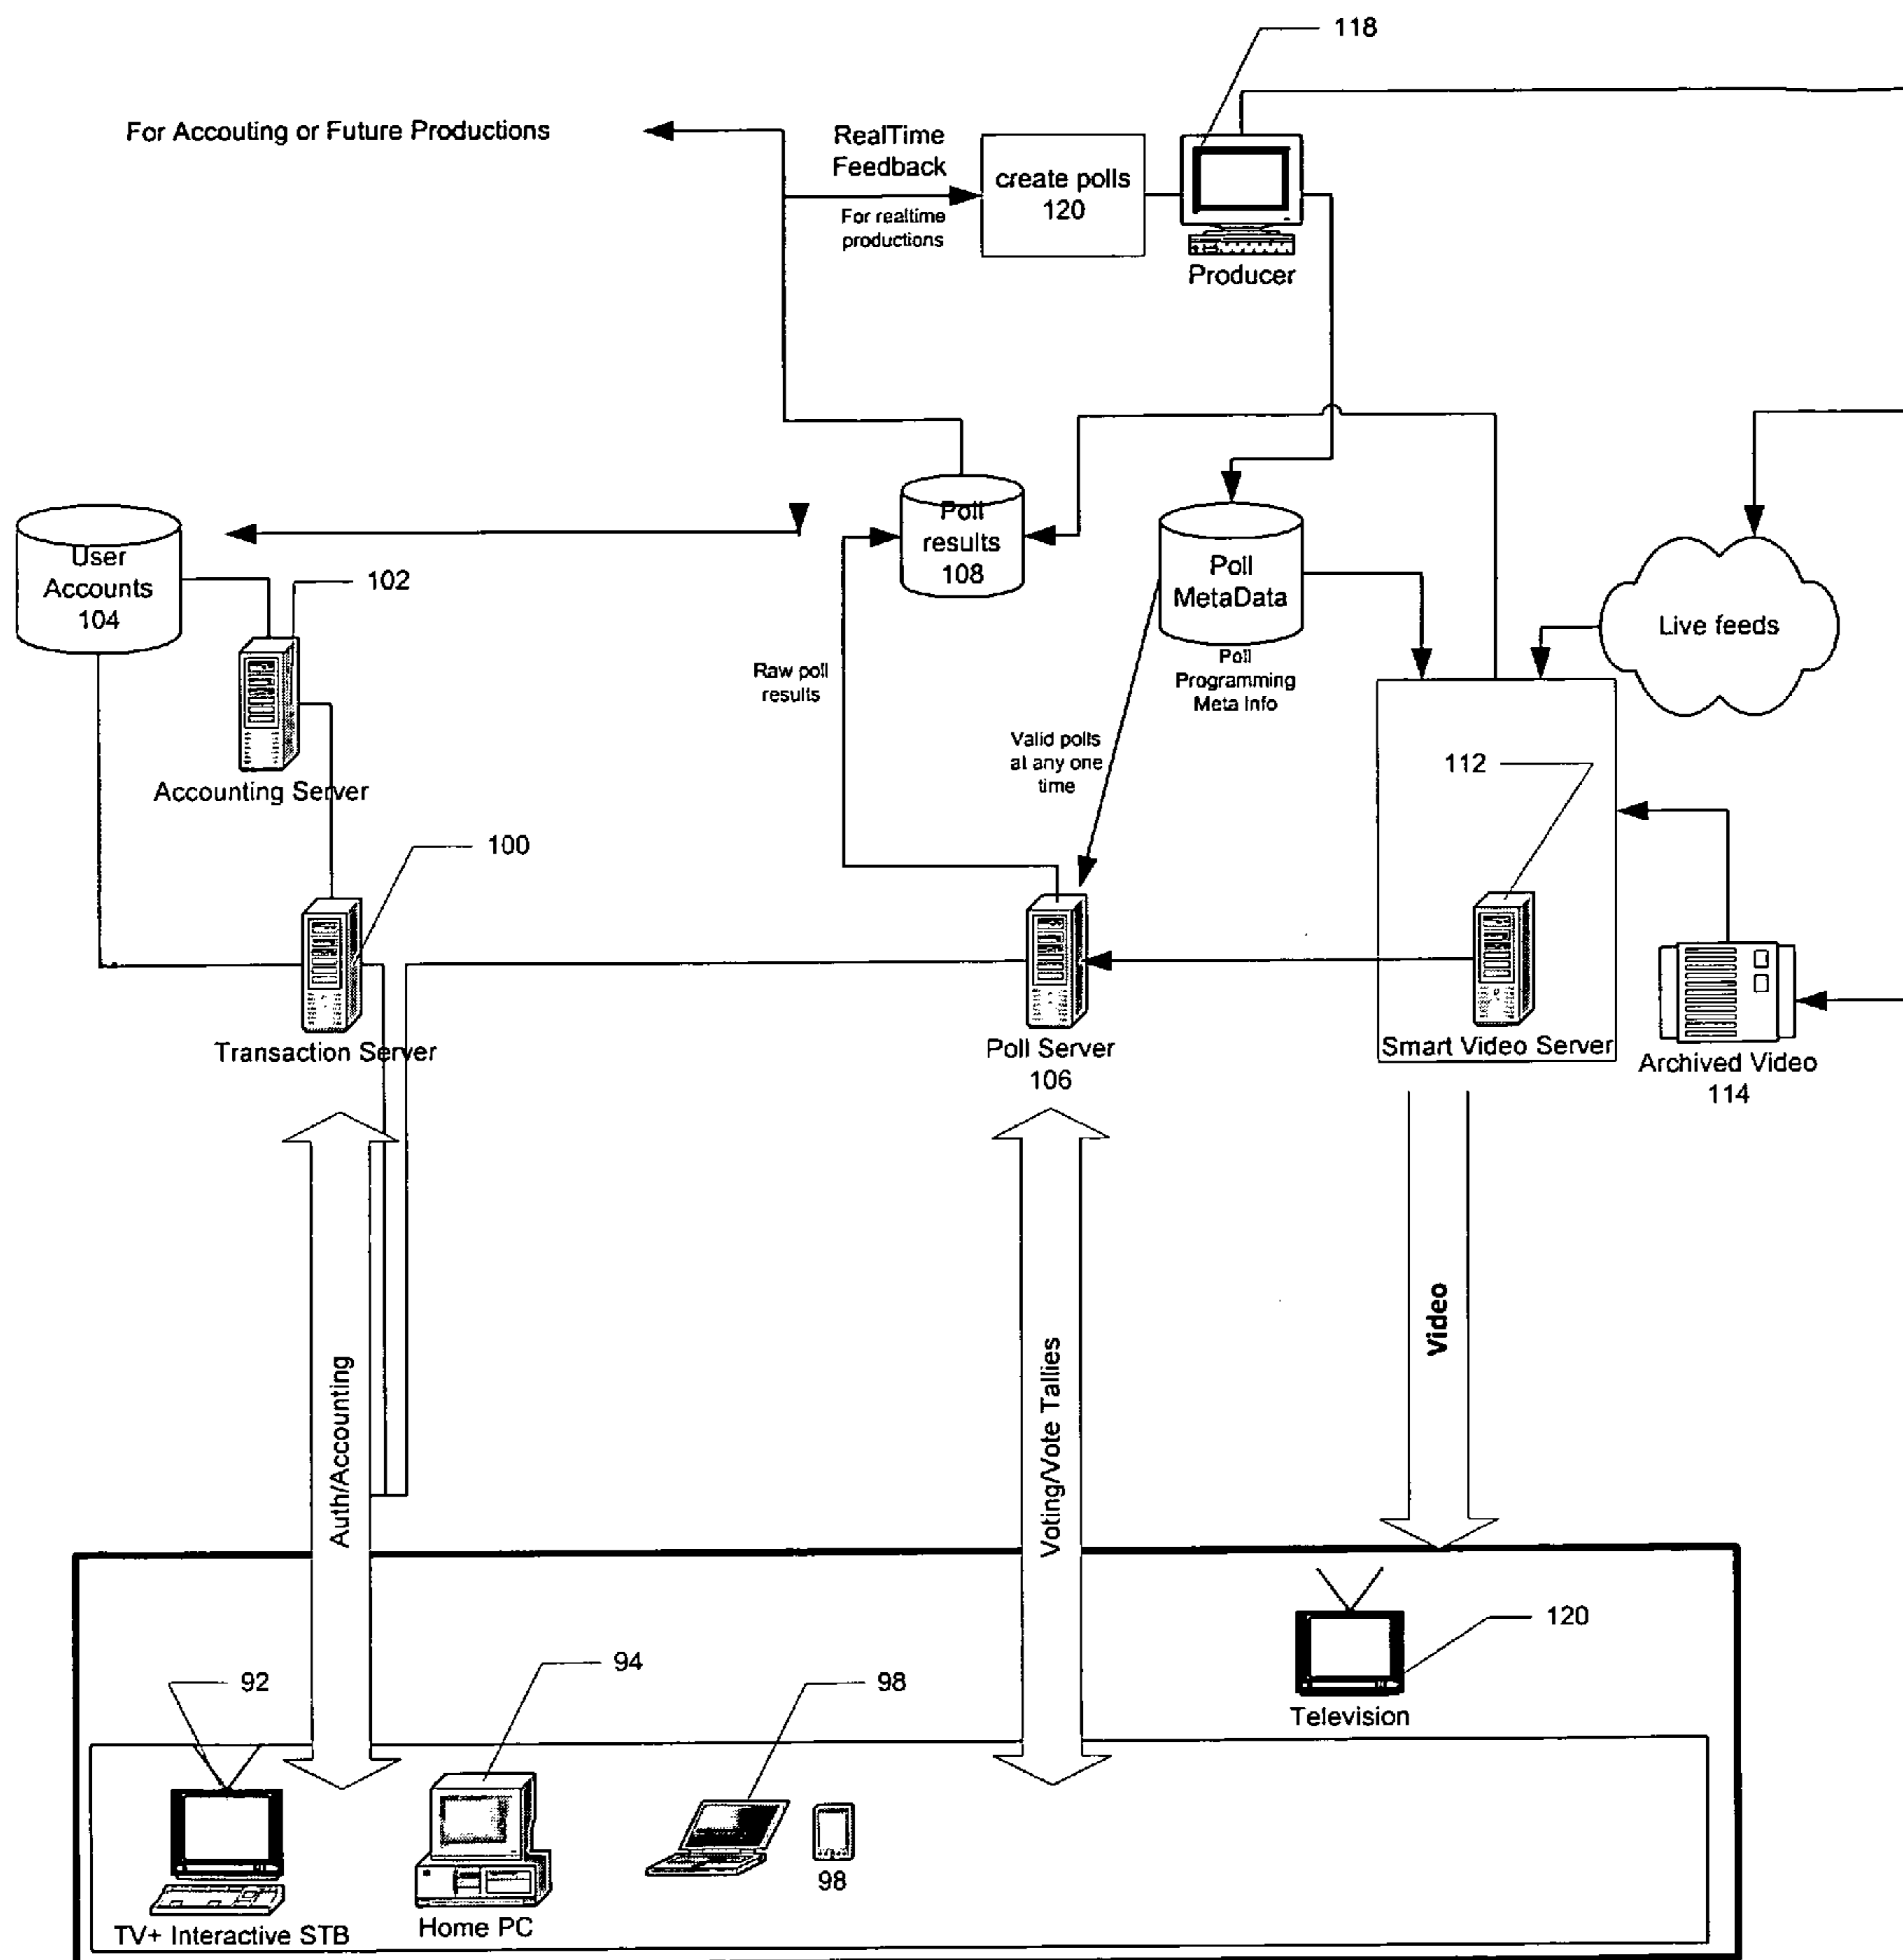 118
For Accouting or Future Productions
RealTime
Feedback
For realtime
productions
create polls
120
Producer
User
Accounts
104
102
Accounting Server
Poll
results
108
Poll
MetaData
Poll
Programming
Meta Info
Live feeds
Raw poll
results
Valid polls
at any one
time
112
100
Transaction Server
Poll Server
106
Smart Video Server
Archived Video
114
Auth/Accounting
Voting/Vote Tallies
Video
120
Television
92
94
98
98
TV+ Interactive STB
Home PC